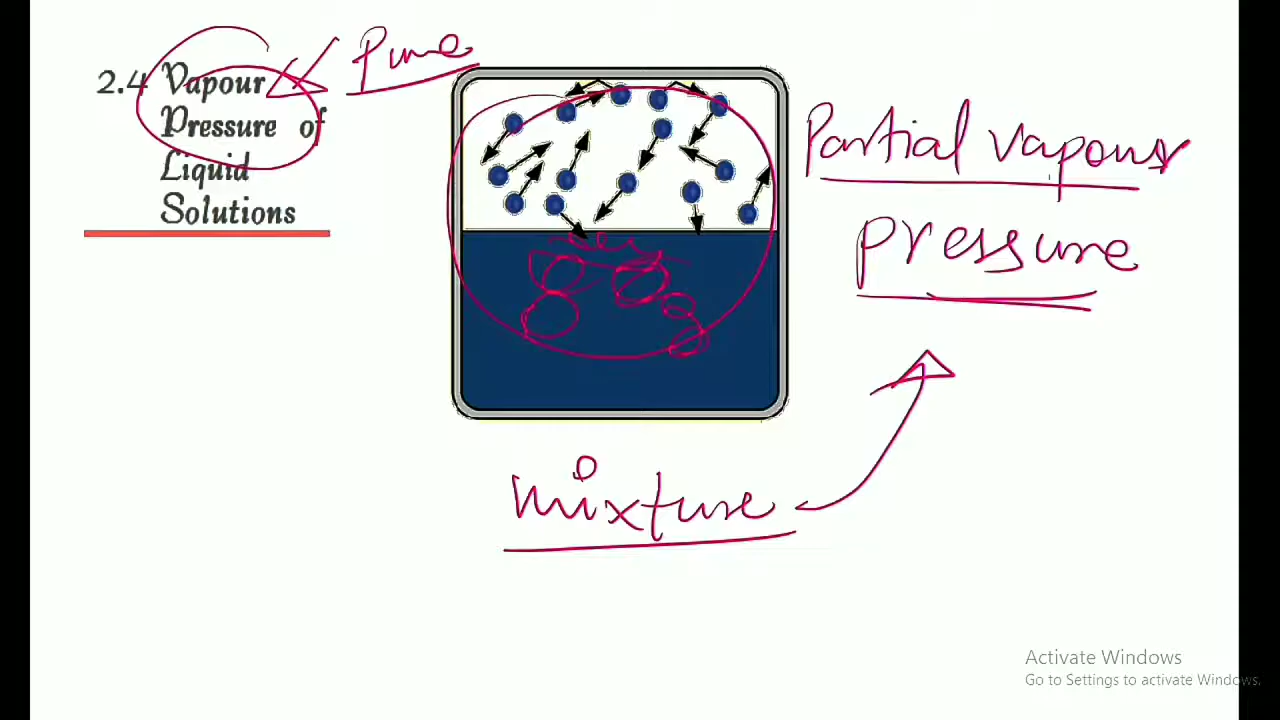 2.4 Vapour
Pressure of
Liquid
Solutions
Pure
Partial vapour
pressure
mixture
Activate Windows
Go to Settings to activate Windows.